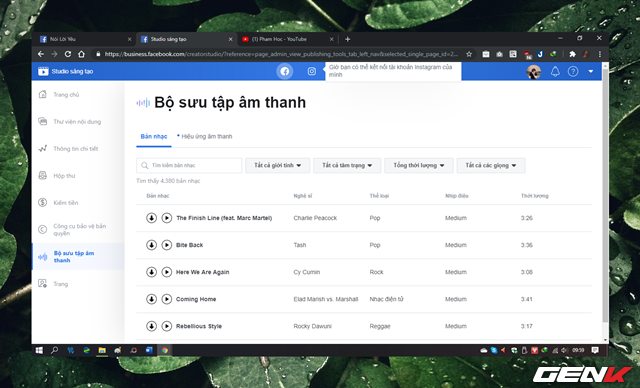 Nói Lời Yêu
Studio sáng tạo
(1) Pham Hoc - YouTube
https://business.facebook.com/creatorstudio/?reference=page_admin_view_publishing_tools_tab_left_nav&selected_single_page_id=2...
Studio sáng tạo
Giờ bạn có thể kết nối tài khoản Instagram của
mình
Trang chủ
Thư viện nội dung
Thông tin chi tiết
Hộp thư
Kiếm tiền
Công cụ bảo vệ bản
quyền
Bộ sưu tập âm
thanh
Trang
Bộ sưu tập âm thanh
Bản nhạc
Hiệu ứng âm thanh
Tìm kiếm bản nhạc
Tất cả giới tính
Tất cả tâm trạng
Tổng thời lượng
Tất cả các giọng
Tìm thấy 4.380 bản nhạc
Bản nhạc Nghệ sĩ Thể loại Nhịp điệu Thời lượng
The Finish Line (feat. Marc Martel) Charlie Peacock Pop Medium 3:26
Bite Back Tash Pop Medium 3:36
Here We Are Again Cy Cumin Rock Medium 3:08
Coming Home Elad Marish vs. Marshall Nhạc điện tử Medium 3:41
Rebellious Style Rocky Dawuni Reggae Medium 3:17
09:59
GENK